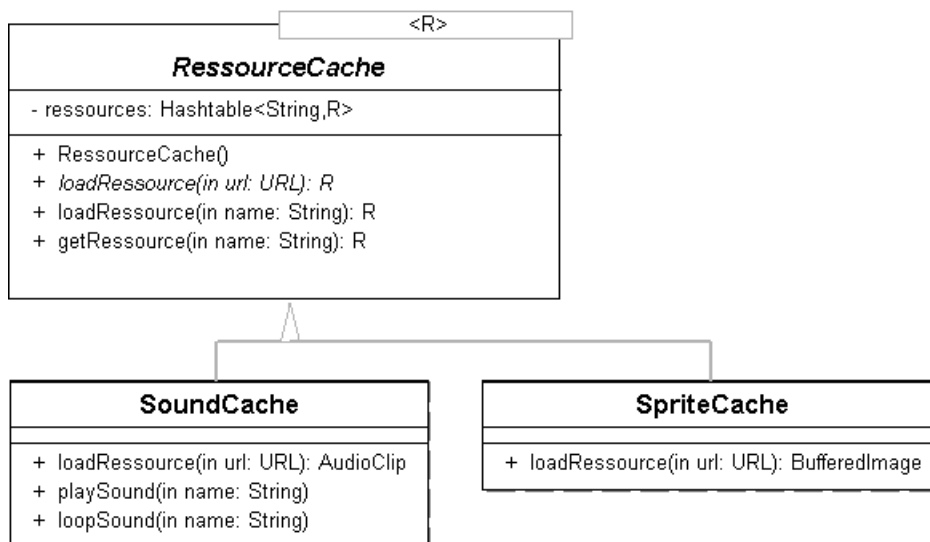 <R>
RessourceCache
- ressources: Hashtable<String,R>
+ RessourceCache()
+ loadRessource(in url: URL): R
+ loadRessource(in name: String): R
+ getRessource(in name: String): R
SoundCache
+ loadRessource(in url: URL): AudioClip
+ playSound(in name: String)
+ loopSound(in name: String)
SpriteCache
+ loadRessource(in url: URL): BufferedImage